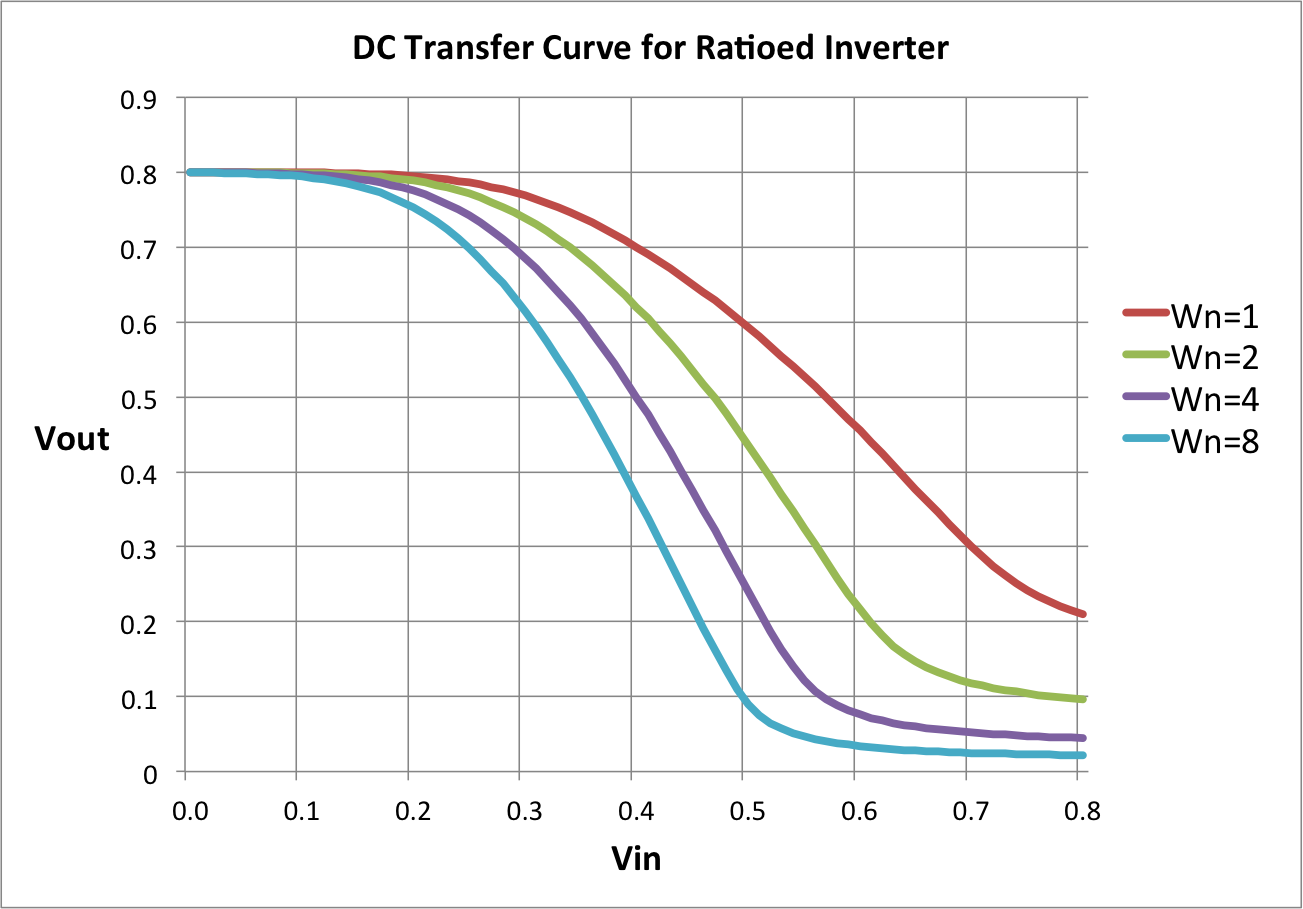 DC Transfer Curve for Ratioed Inverter
0.9
0.8
0.7
0.6
0.5
0.4
0.3
0.2
0.1
0
Vout
0.0 0.1 0.2 0.3 0.4 0.5 0.6 0.7 0.8
Vin
Wn=1
Wn=2
Wn=4
Wn=8